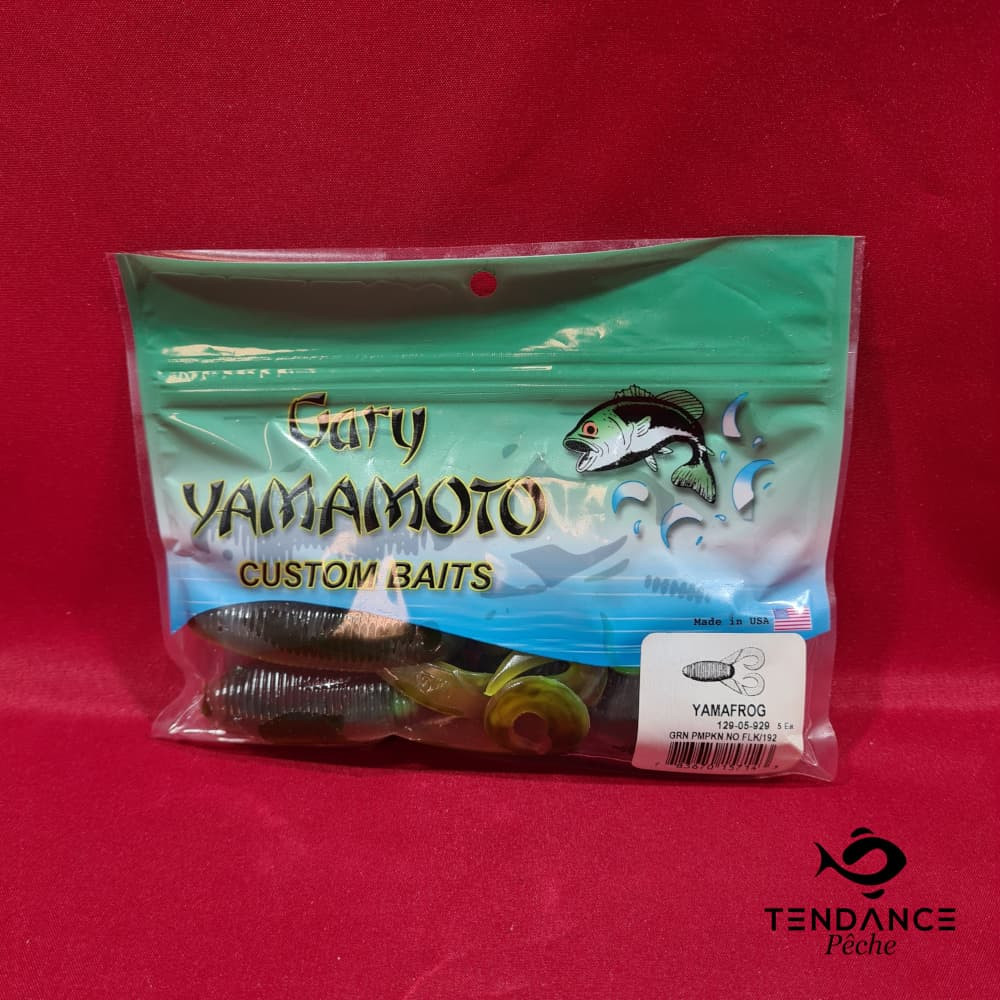 Gary
YAMAMOTO
CUSTOM BAITS
Made in USA
YAMAFROG
129-05-929 5 Ea
GRN PMPKN NO FLK/192
TENDANCE
Pêche